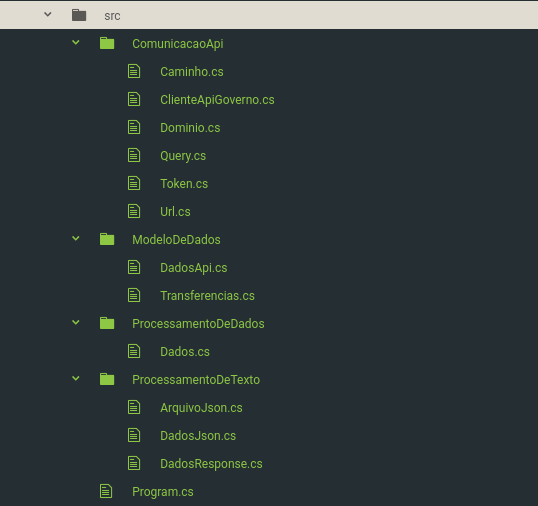 src
ComunicacaoApi
Caminho.cs
ClienteApiGoverno.cs
Dominio.cs
Query.cs
Token.cs
Url.cs
ModeloDeDados
DadosApi.cs
Transferencias.cs
ProcessamentoDeDados
Dados.cs
ProcessamentoDeTexto
ArquivoJson.cs
DadosJson.cs
DadosResponse.cs
Program.cs